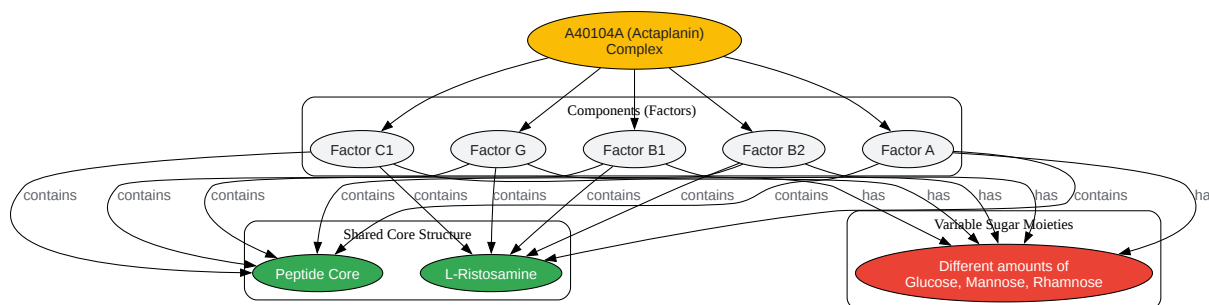 A40104A (Actaplanin)
Complex
Components (Factors)
Factor C1
Factor G
Factor B1
Factor B2
Factor A
contains
contains
contains
contains
contains
contains
contains
contains
contains
has
has
has
has
contains
ha
Shared Core Structure
Variable Sugar Moieties
Peptide Core
L-Ristosamine
Different amounts of
Glucose, Mannose, Rhamnose